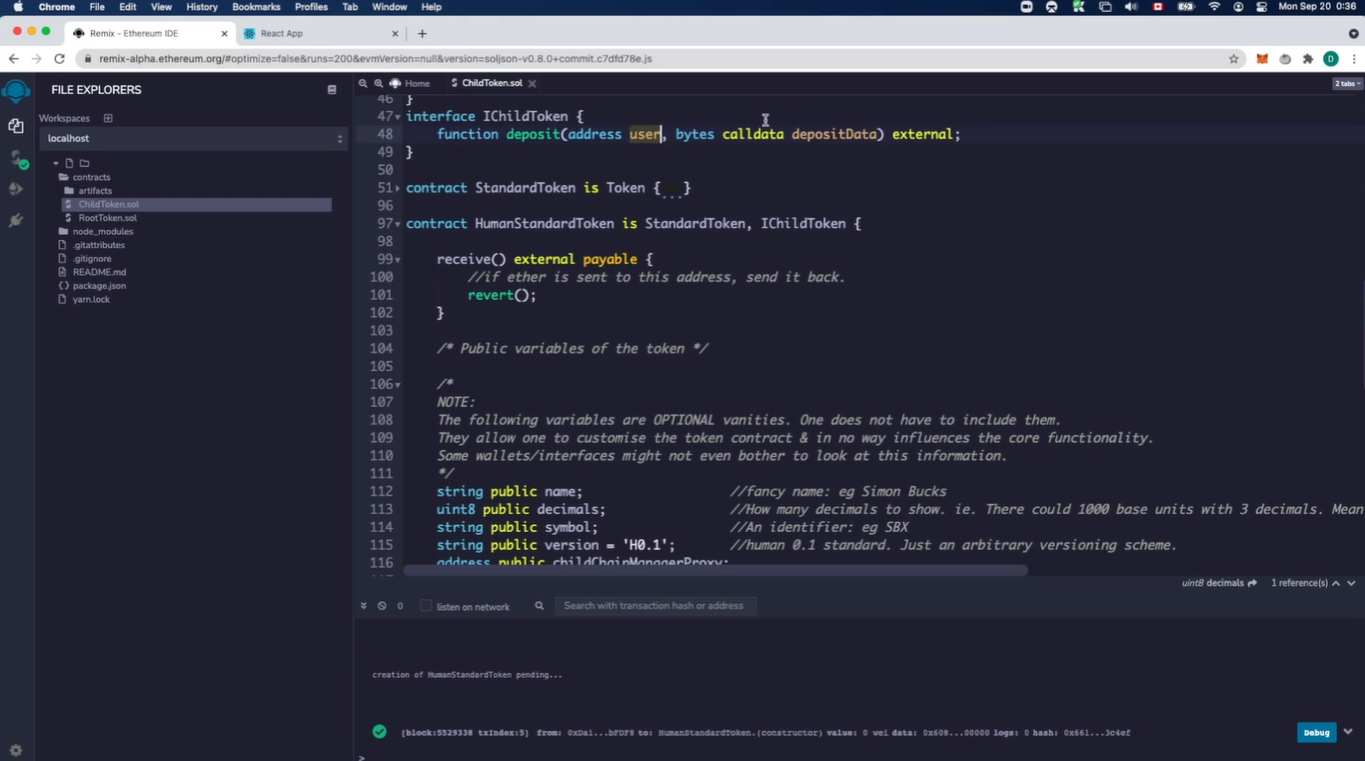 Chrome File Edit View History Bookmarks Profiles Tab Window Help Mon Sep 20 0:36
Remix - Ethereum IDE React App
remix-alpha.ethereum.org/#optimize=false&runs=200&evmVersion=null&version=soljson-v0.8.0+commit.c7dfd78e.js
D
FILE EXPLORERS
Home ChildToken.sol 2 tabs
Workspaces
localhost
contracts
artifacts
ChildToken.sol
RootToken.sol
node_modules
.gitattributes
.gitignore
README.md
package.json
yarn.lock
46 }
47 interface IChildToken {
48 function deposit(address user, bytes calldata depositData) external;
49 }
50
51 contract StandardToken is Token {...}
96
97 contract HumanStandardToken is StandardToken, IChildToken {
98
99 receive() external payable {
100 //if ether is sent to this address, send it back.
101 revert();
102 }
103
104 /* Public variables of the token */
105
106 /*
107 NOTE:
108 The following variables are OPTIONAL vanities. One does not have to include them.
109 They allow one to customise the token contract & in no way influences the core functionality.
110 Some wallets/interfaces might not even bother to look at this information.
111 */
112 string public name; //fancy name: eg Simon Bucks
113 uint8 public decimals; //How many decimals to show. ie. There could 1000 base units with 3 decimals. Mean
114 string public symbol; //An identifier: eg SBX
115 string public version = 'H0.1'; //human 0.1 standard. Just an arbitrary versioning scheme.
116 address public childChainManagerProxy;
uint8 decimals 1 reference(s)
0 listen on network Search with transaction hash or address
creation of HumanStandardToken pending...
[block:5529338 txIndex:5] from: 0xDa1...bFDF8 to: HumanStandardToken.(constructor) value: 0 wei data: 0x608...00000 logs: 0 hash: 0x661...3c4ef Debug
>